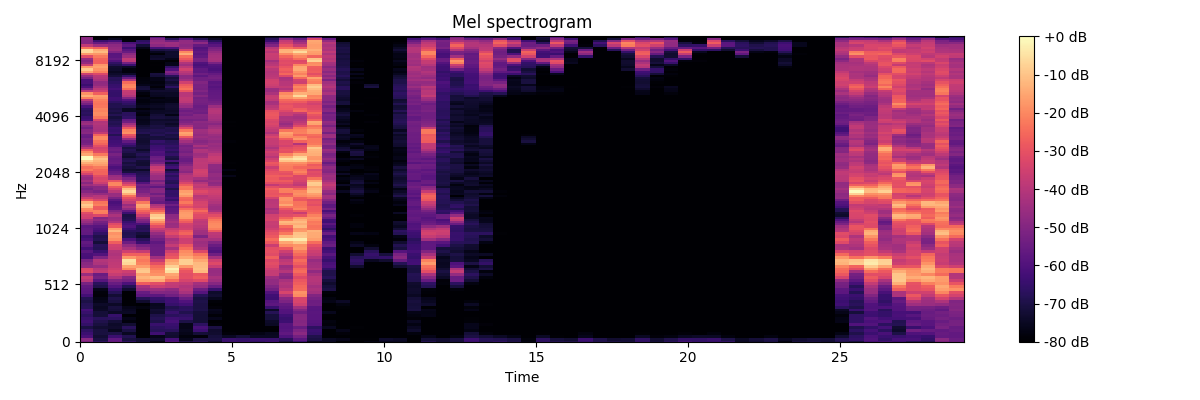 Mel spectrogram
+0 dB
8192
-10 dB
4096
-20 dB
-30 dB
Hz
2048
-40 dB
1024
-50 dB
-60 dB
512
-70 dB
0
-80 dB
0 5 10 15 20 25
Time